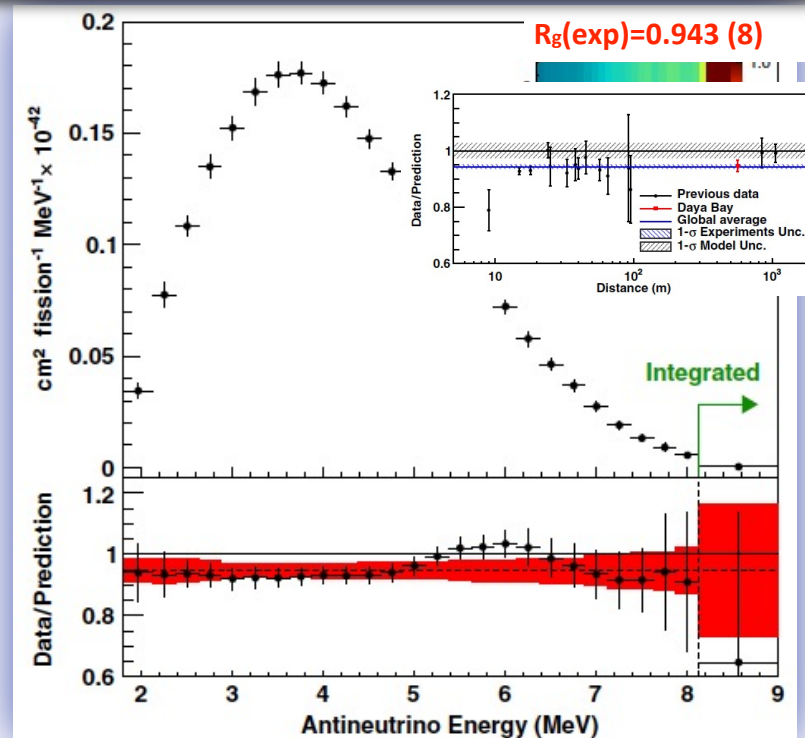 R_g(exp)=0.943 (8)
1.0
0.2
0.15
0.1
0.05
0
cm² fission⁻¹ MeV⁻¹ × 10⁻⁴²
1.2
1
0.8
0.6
Data/Prediction
Previous data
Daya Bay
Global average
1-σ Experiments Unc.
1-σ Model Unc.
10
10²
10³
Distance (m)
Integrated
1.2
1
0.8
0.6
Data/Prediction
2 3 4 5 6 7 8 9
Antineutrino Energy (MeV)